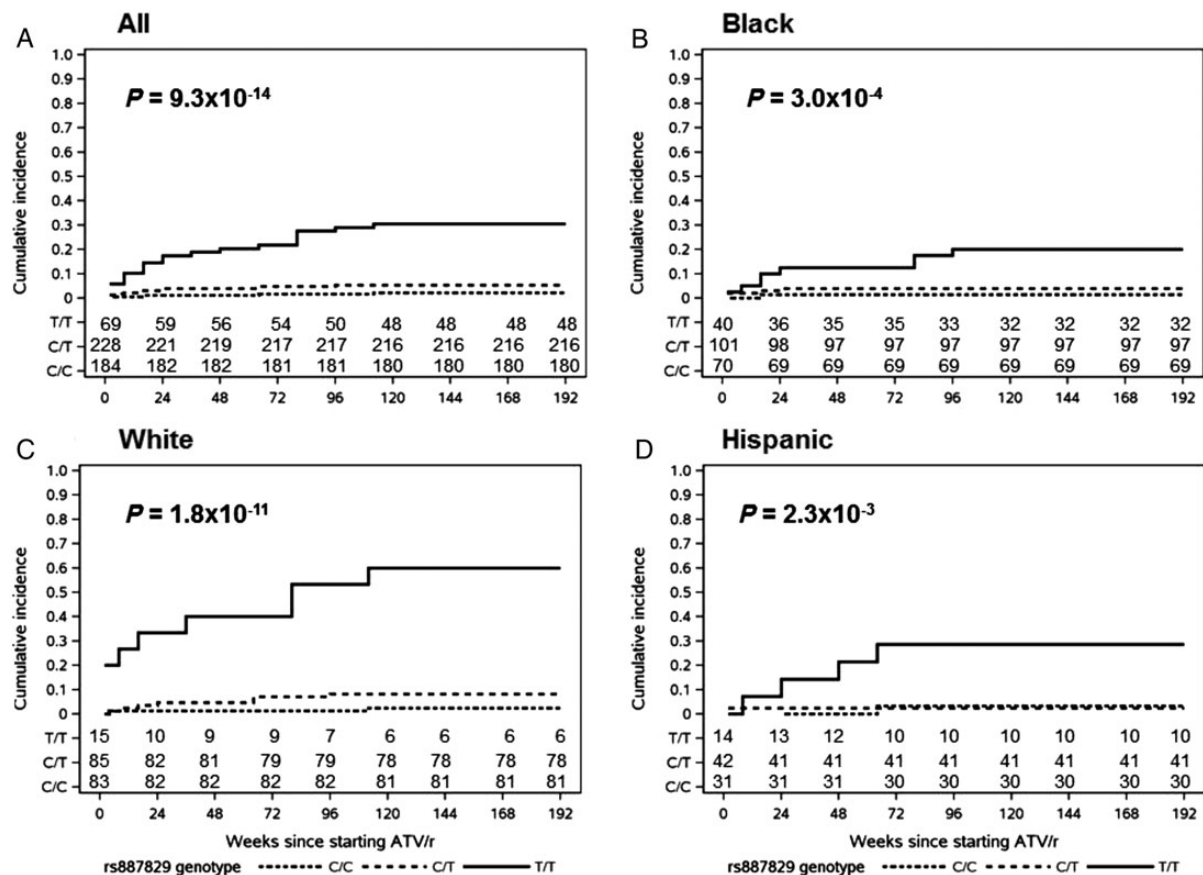 A All
1.0
0.9
0.8
0.7
0.6
0.5
0.4
0.3
0.2
0.1
0
Cumulative incidence
P = 9.3x10-14
T/T 69 59 56 54 50 48 48 48 48
C/T 228 221 219 217 217 216 216 216 216
C/C 184 182 182 181 181 180 180 180 180
0 24 48 72 96 120 144 168 192
B Black
1.0
0.9
0.8
0.7
0.6
0.5
0.4
0.3
0.2
0.1
0
Cumulative incidence
P = 3.0x10-4
T/T 40 36 35 35 33 32 32 32 32
C/T 101 98 97 97 97 97 97 97 97
C/C 70 69 69 69 69 69 69 69 69
0 24 48 72 96 120 144 168 192
C White
1.0
0.9
0.8
0.7
0.6
0.5
0.4
0.3
0.2
0.1
0
Cumulative incidence
P = 1.8x10-11
T/T 15 10 9 9 7 6 6 6 6
C/T 85 82 81 79 79 78 78 78 78
C/C 83 82 82 82 82 81 81 81 81
0 24 48 72 96 120 144 168 192
Weeks since starting ATV/r
rs887829 genotype C/C C/T T/T
D Hispanic
1.0
0.9
0.8
0.7
0.6
0.5
0.4
0.3
0.2
0.1
0
Cumulative incidence
P = 2.3x10-3
T/T 14 13 12 10 10 10 10 10 10
C/T 42 41 41 41 41 41 41 41 41
C/C 31 31 31 30 30 30 30 30 30
0 24 48 72 96 120 144 168 192
Weeks since starting ATV/r
rs887829 genotype C/C C/T T/T